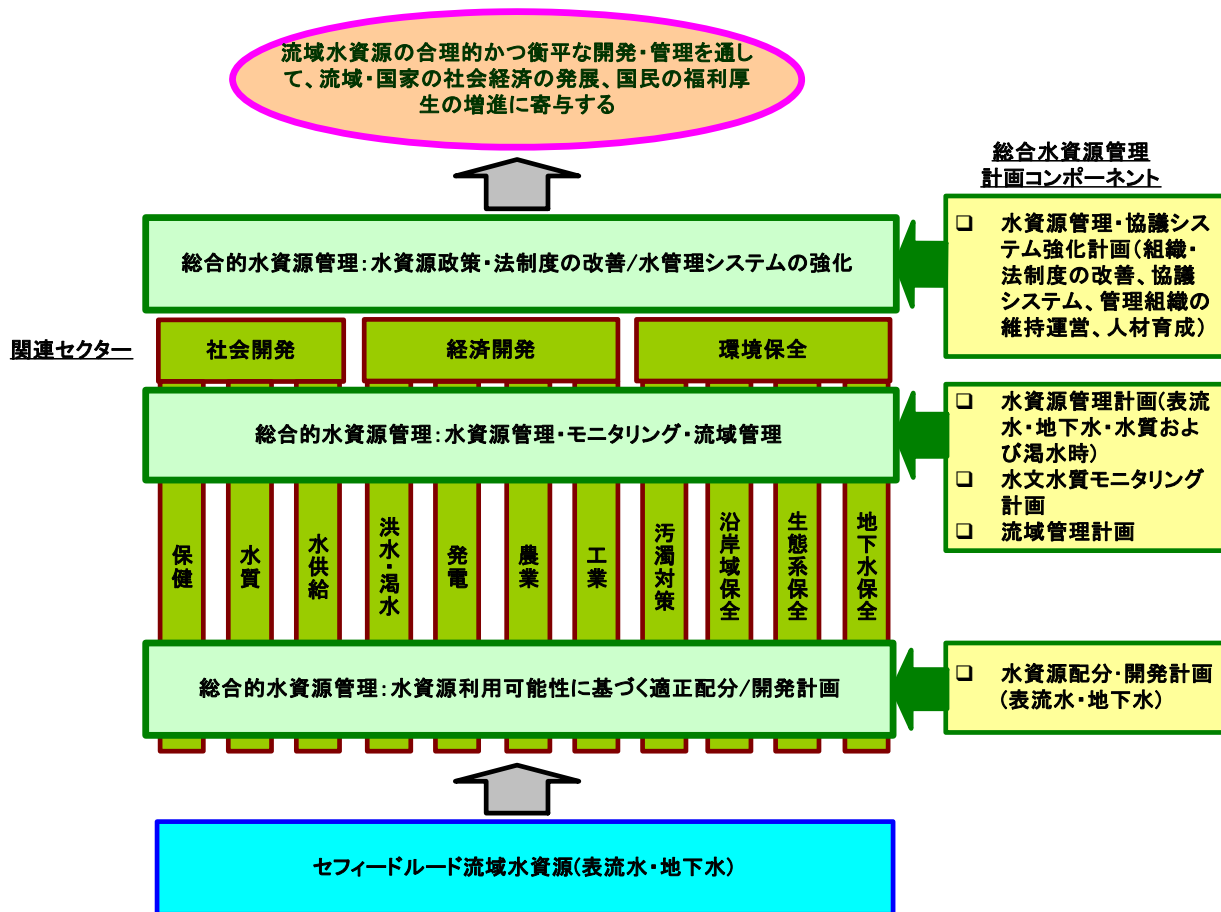 流域水資源の合理的かつ衡平な開発・管理を通し
て、流域・国家の社会経済の発展、国民の福利厚
生の増進に寄与する
総合水資源管理
計画コンポーネント
総合的水資源管理：水資源政策・法制度の改善/水管理システムの強化
❑ 水資源管理・協議シス
テム強化計画（組織・
法制度の改善、協議
システム、管理組織の
維持運営、人材育成）
関連セクター
社会開発
経済開発
環境保全
総合的水資源管理：水資源管理・モニタリング・流域管理
❑ 水資源管理計画(表流
水・地下水・水質およ
び渇水時）
❑ 水文水質モニタリング
計画
❑ 流域管理計画
保健
水質
水供給
洪水・渇水
発電
農業
工業
汚濁対策
沿岸域保全
生態系保全
地下水保全
総合的水資源管理：水資源利用可能性に基づく適正配分/開発計画
❑ 水資源配分・開発計画
(表流水・地下水）
セフィードルード流域水資源(表流水・地下水）